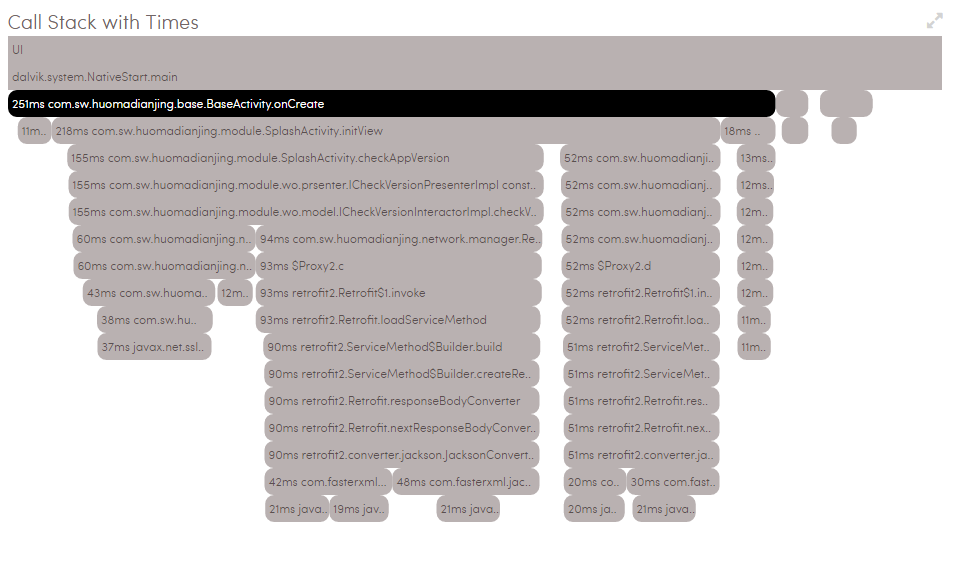 Call Stack with Times
UI
dalvik.system.NativeStart.main
251ms com.sw.huomadianjing.base.BaseActivity.onCreate
11m.. 218ms com.sw.huomadianjing.module.SplashActivity.initView 18ms ..
155ms com.sw.huomadianjing.module.SplashActivity.checkAppVersion 52ms com.sw.huomadianji.. 13ms..
155ms com.sw.huomadianjing.module.wo.prsenter.ICheckVersionPresenterImpl const.. 52ms com.sw.huomadianj.. 12ms..
155ms com.sw.huomadianjing.module.wo.model.ICheckVersionInteractorImpl.checkV.. 52ms com.sw.huomadianj.. 12m..
60ms com.sw.huomadianjing.n.. 94ms com.sw.huomadianjing.network.manager.Re.. 52ms com.sw.huomadianj.. 12m..
60ms com.sw.huomadianjing.n.. 93ms $Proxy2.c 52ms $Proxy2.d 12m..
43ms com.sw.huoma.. 12m.. 93ms retrofit2.Retrofit$1.invoke 52ms retrofit2.Retrofit$1.in.. 12m..
38ms com.sw.hu.. 93ms retrofit2.Retrofit.loadServiceMethod 52ms retrofit2.Retrofit.loa.. 11m..
37ms javax.net.ssl.. 90ms retrofit2.ServiceMethod$Builder.build 51ms retrofit2.ServiceMet.. 11m..
90ms retrofit2.ServiceMethod$Builder.createRe.. 51ms retrofit2.ServiceMet..
90ms retrofit2.Retrofit.responseBodyConverter 51ms retrofit2.Retrofit.res..
90ms retrofit2.Retrofit.nextResponseBodyConver.. 51ms retrofit2.Retrofit.nex..
90ms retrofit2.converter.jackson.JacksonConvert.. 51ms retrofit2.converter.ja..
42ms com.fasterxml... 48ms com.fasterxml.jac.. 20ms co.. 30ms com.fast..
21ms java.. 19ms jav.. 21ms java.. 20ms ja.. 21ms java..